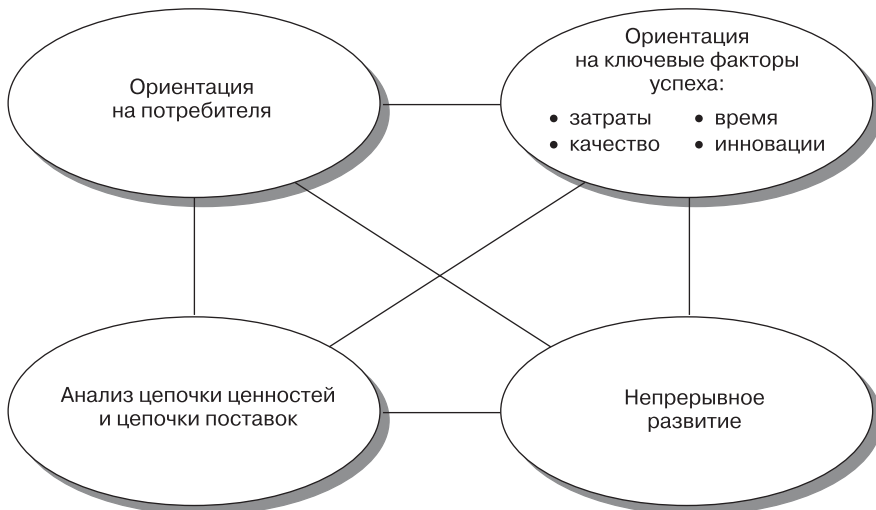 Ориентация
на потребителя
Ориентация
на ключевые факторы
успеха:
• затраты • время
• качество • инновации
Анализ цепочки ценностей
и цепочки поставок
Непрерывное
развитие